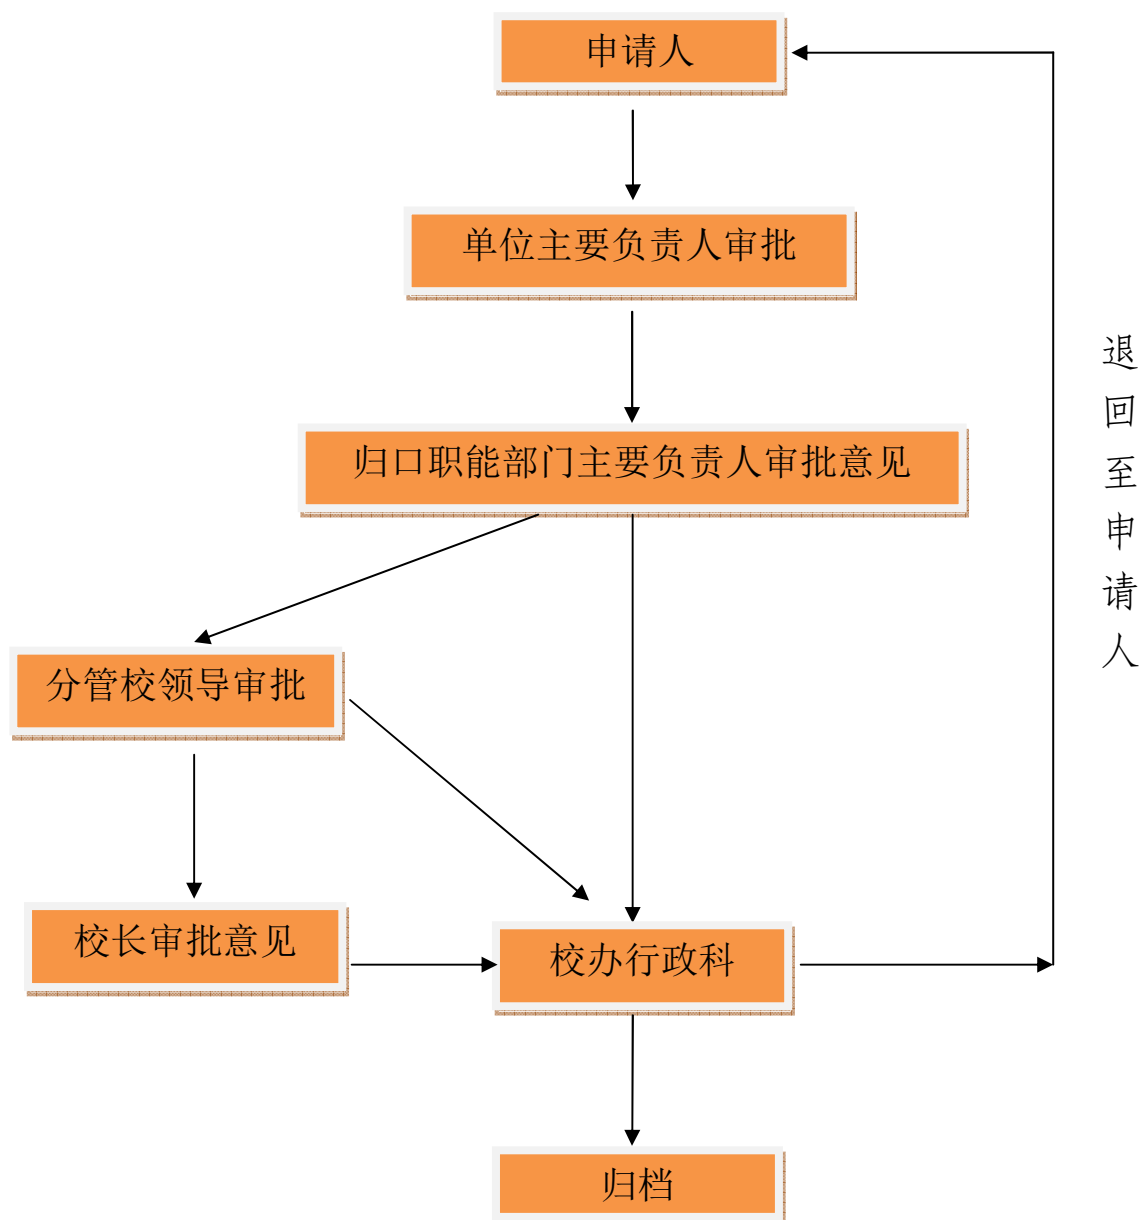 申请人
单位主要负责人审批
归口职能部门主要负责人审批意见
退回至申请人
分管校领导审批
校长审批意见
校办行政科
归档